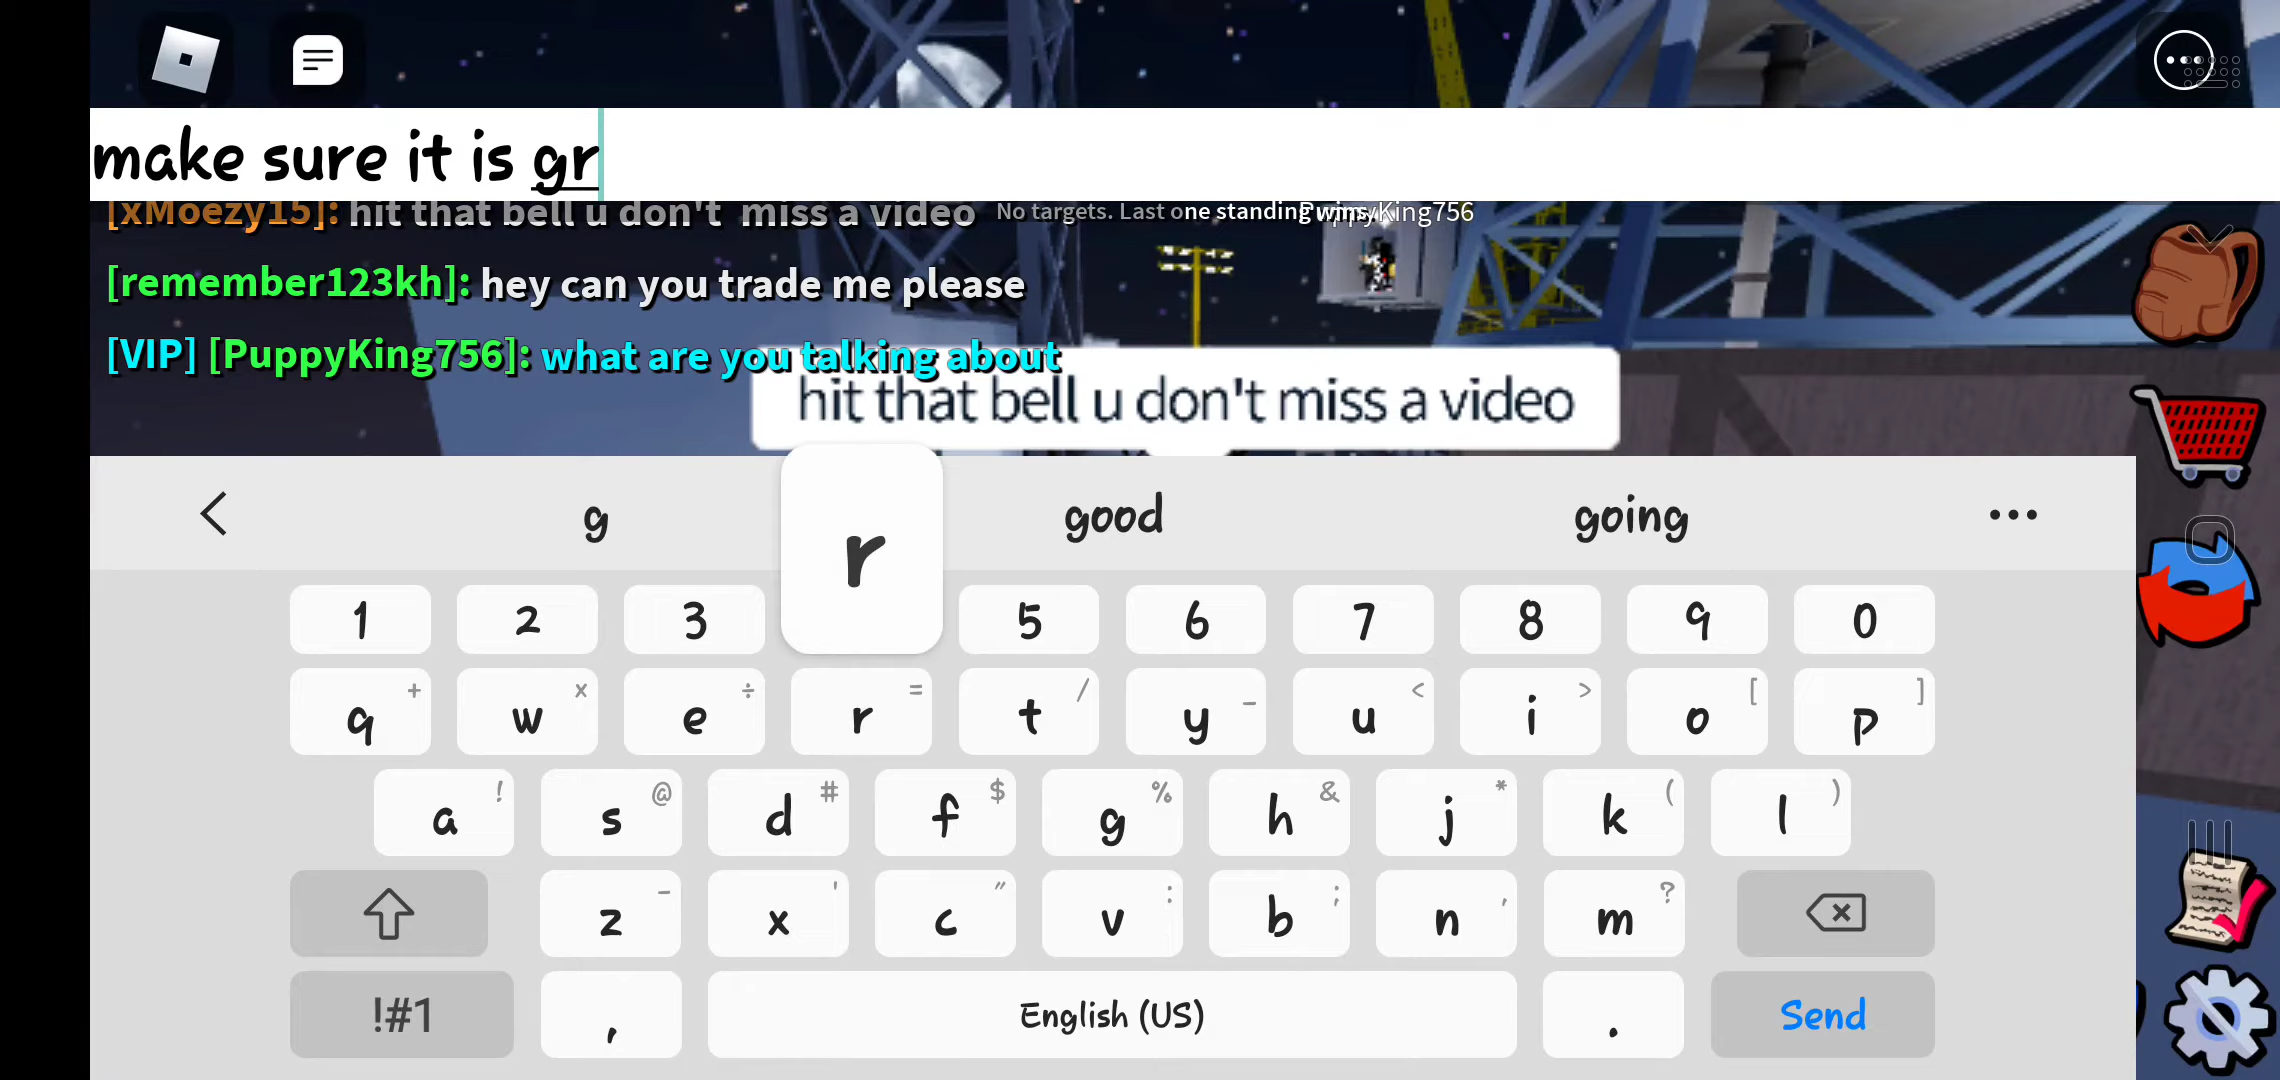 make sure it is gr
[xMoezy15]: hit that bell u don't miss a video
No targets. Last one standing wins.
PuppyKing756
[remember123kh]: hey can you trade me please
[VIP] [PuppyKing756]: what are you talking about
hit that bell u don't miss a video
g good going
r
1 2 3 5 6 7 8 9 0
+ × ÷ = / - < > [ ]
q w e r t y u i o p
! @ # $ % & * ( )
a s d f g h j k l
- ' " : ; , ?
z x c v b n m
!#1 , English (US) . Send